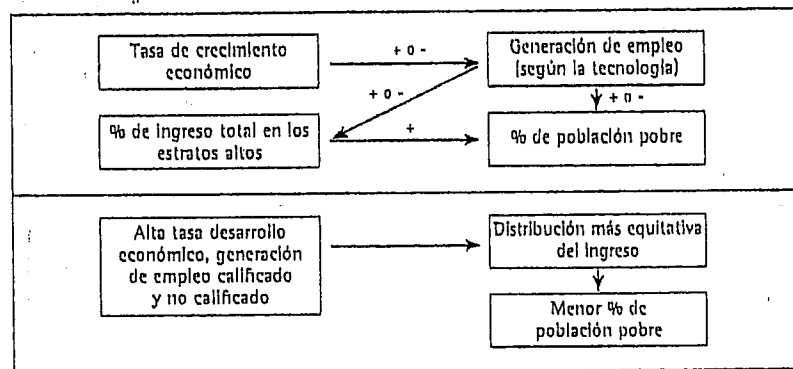 Tasa de crecimiento
económico
+ o -
Generación de empleo
(según la tecnología)
+ o -
+ o -
% de ingreso total en los
estratos altos
+
% de población pobre
Alta tasa desarrollo
económico, generación
de empleo calificado
y no calificado
Distribución más equitativa
del ingreso
Menor % de
población pobre